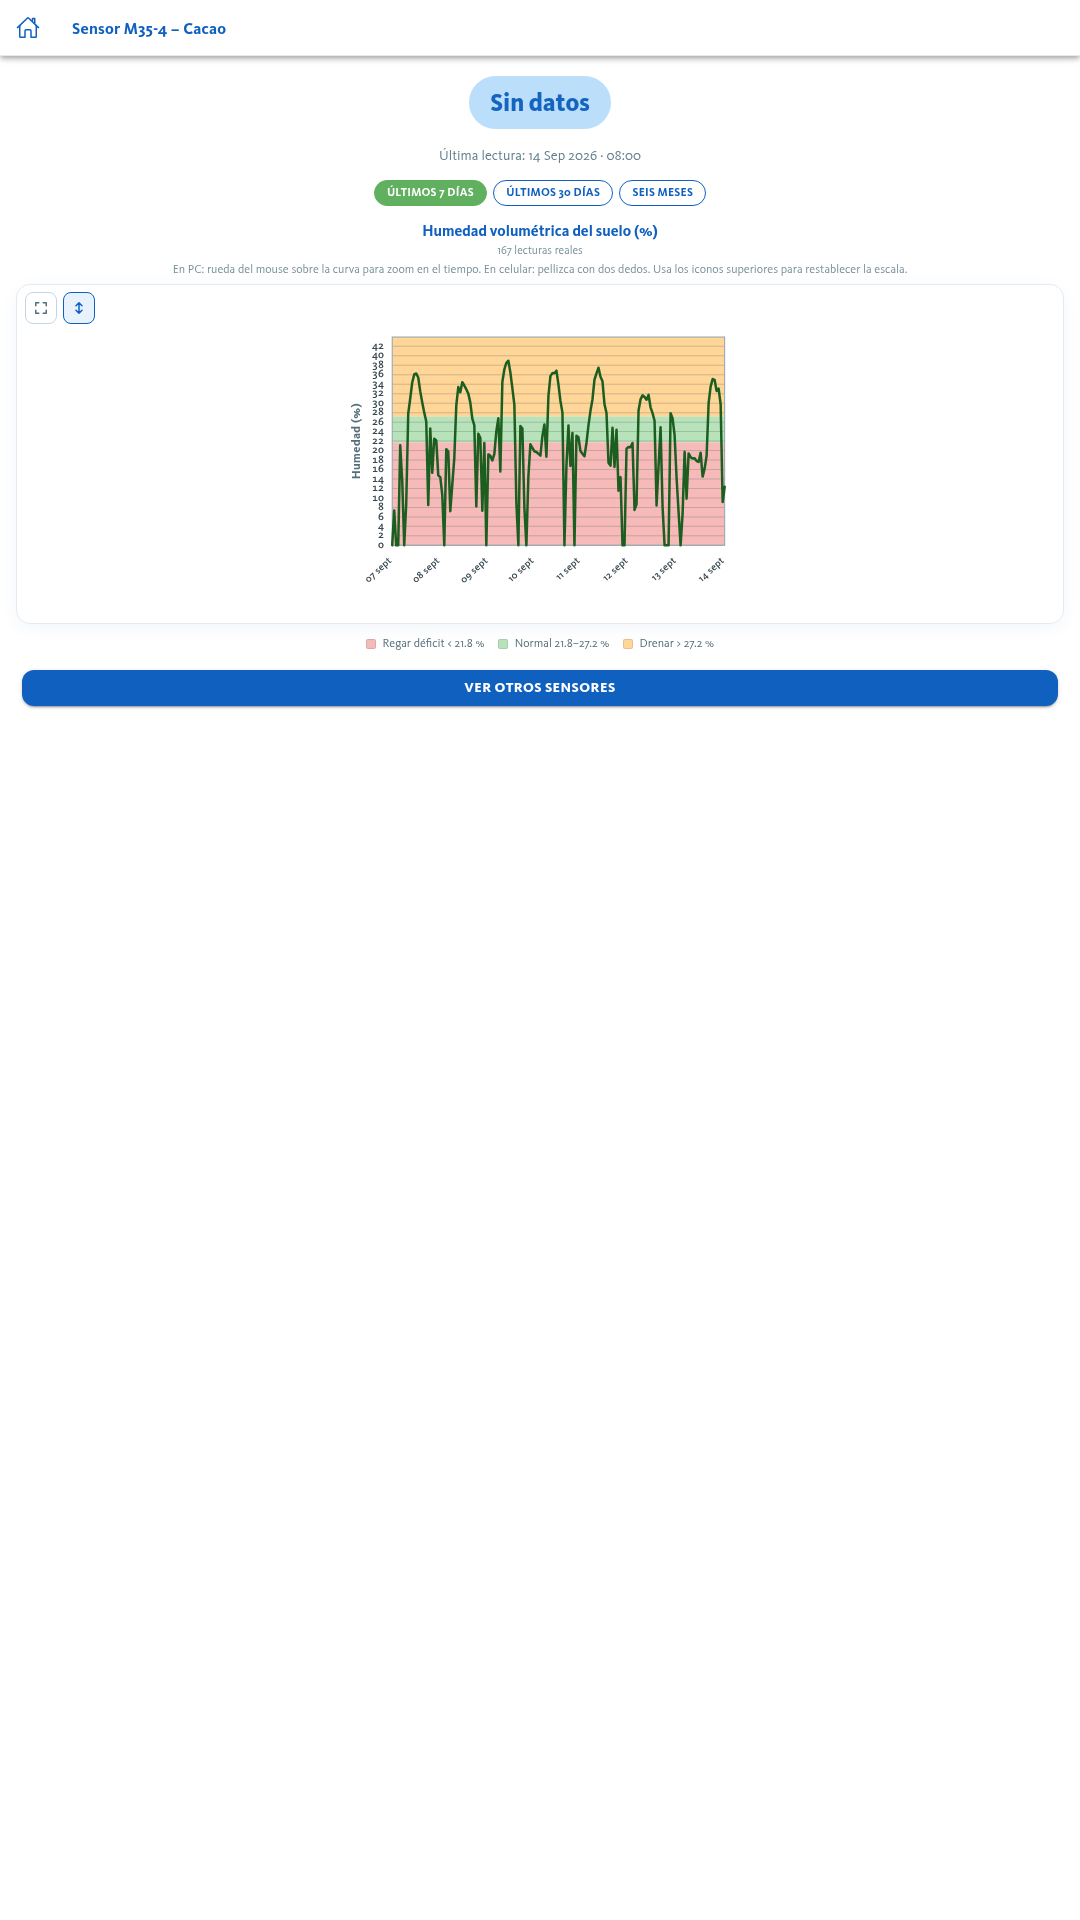 Sensor M35-4 – Cacao
Sin datos
Última lectura: 14 Sep 2026 · 08:00
ÚLTIMOS 7 DÍAS
ÚLTIMOS 30 DÍAS
SEIS MESES
Humedad volumétrica del suelo (%)
167 lecturas reales
En PC: rueda del mouse sobre la curva para zoom en el tiempo. En celular: pellizca con dos dedos. Usa los iconos superiores para restablecer la escala.
Humedad (%)
42
40
38
36
34
32
30
28
26
24
22
20
18
16
14
12
10
8
6
4
2
0
07 sept
08 sept
09 sept
10 sept
11 sept
12 sept
13 sept
14 sept
Regar déficit < 21.8 %
Normal 21.8–27.2 %
Drenar > 27.2 %
VER OTROS SENSORES